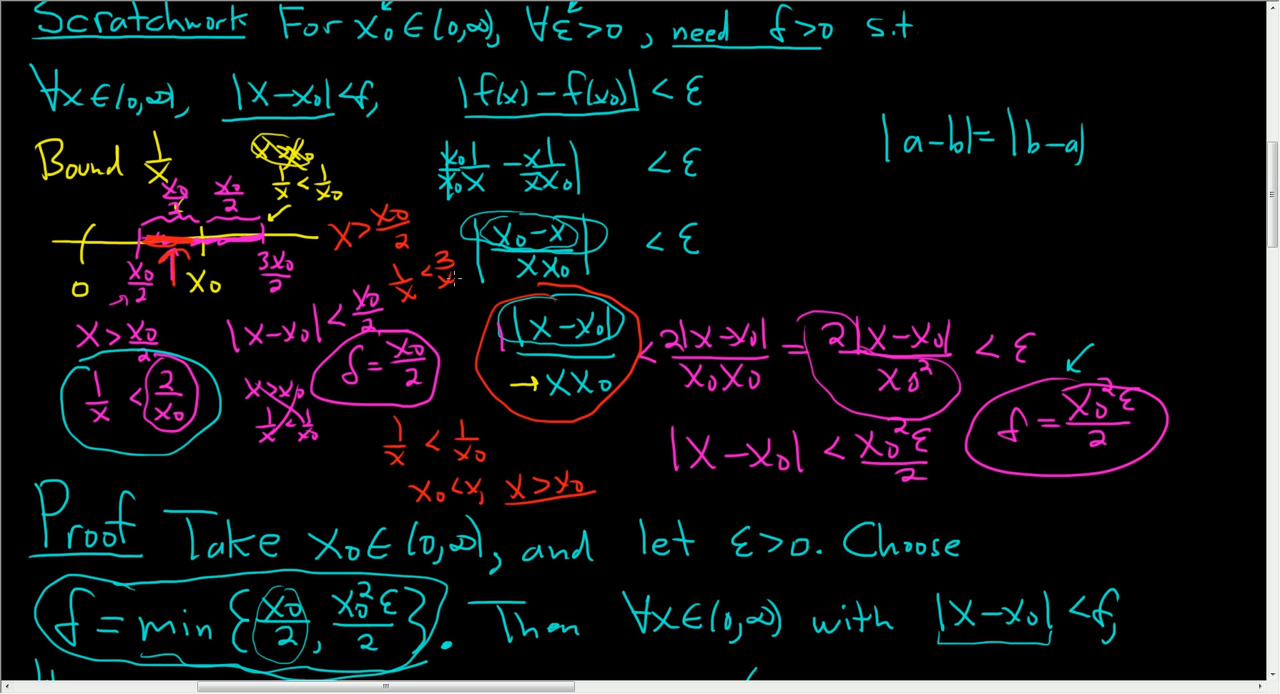 Scratchwork For x₀ ∈ (0,∞), ∀ε>0, need δ>0 s.t
∀x∈(0,∞), |x-x₀|<δ, |f(x) - f(x₀)| < ε
|a-b| = |b-a|
Bound 1/x
1/x < 1/x₀
|x₀1/x₀x - x1/xx₀| < ε
x₀/2 x₀/2
x > x₀/2
|x₀-x/xx₀| < ε
0 x₀/2 x₀ 3x₀/2
1/x < 3/x
x > x₀/2 |x-x₀| < x₀/2
|x-x₀|/xx₀ < 2|x-x₀|/x₀x₀ = 2|x-x₀|/x₀² < ε
1/x < 2/x₀
δ = x₀/2
x>x₀
1/x < 1/x₀
|x-x₀| < x₀²ε/2
δ = x₀²ε/2
1/x < 1/x₀
x₀<x, x>x₀
Proof Take x₀∈(0,∞), and let ε>0. Choose
δ = min {x₀/2, x₀²ε/2}. Then ∀x∈(0,∞) with |x-x₀| <δ,